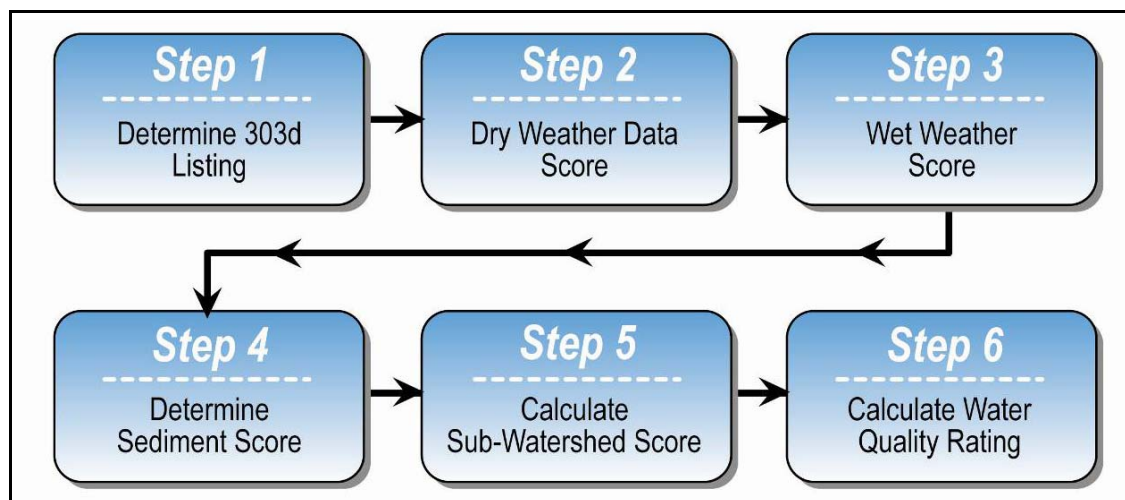 Step 1
Determine 303d
Listing
Step 2
Dry Weather Data
Score
Step 3
Wet Weather
Score
Step 4
Determine
Sediment Score
Step 5
Calculate
Sub-Watershed Score
Step 6
Calculate Water
Quality Rating